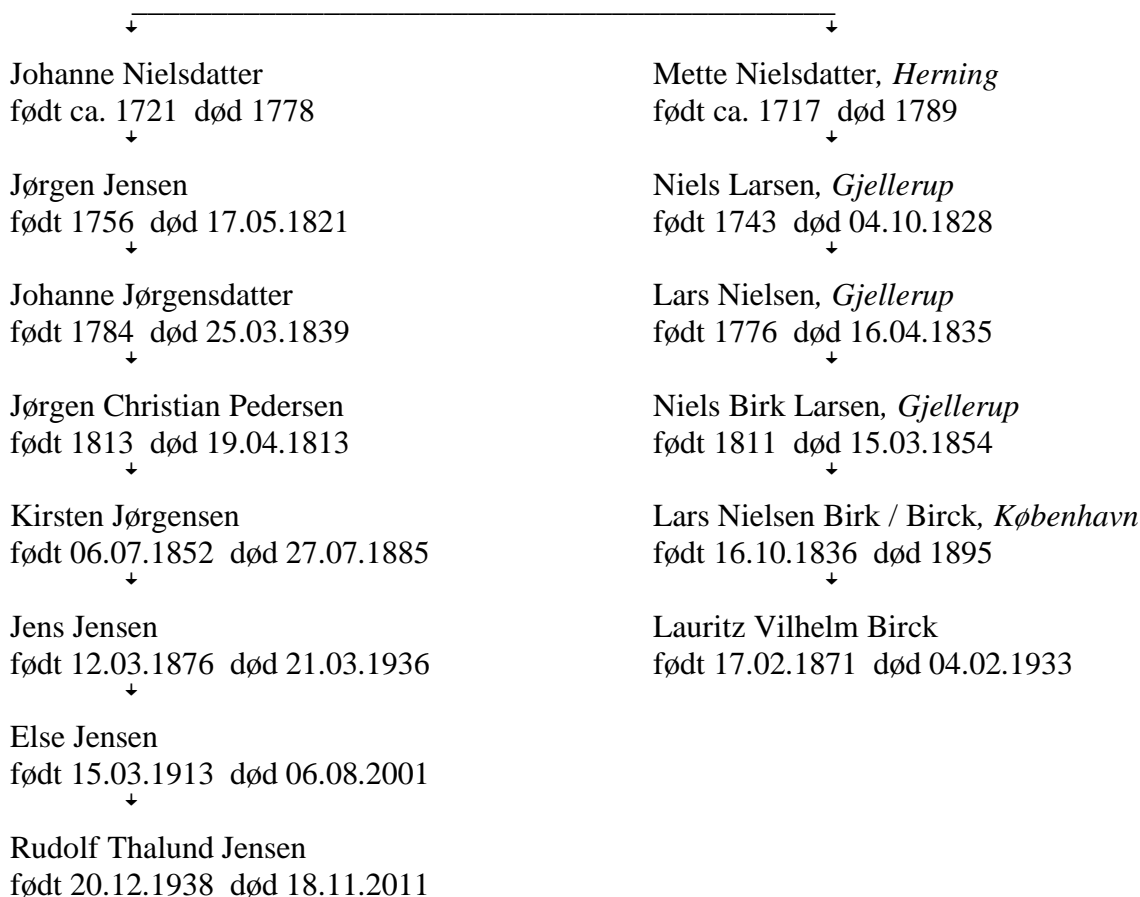 Johanne Nielsdatter
født ca. 1721  død 1778
Jørgen Jensen
født 1756  død 17.05.1821
Johanne Jørgensdatter
født 1784  død 25.03.1839
Jørgen Christian Pedersen
født 1813  død 19.04.1813
Kirsten Jørgensen
født 06.07.1852  død 27.07.1885
Jens Jensen
født 12.03.1876  død 21.03.1936
Else Jensen
født 15.03.1913  død 06.08.2001
Rudolf Thalund Jensen
født 20.12.1938  død 18.11.2011
Mette Nielsdatter, Herning
født ca. 1717  død 1789
Niels Larsen, Gjellerup
født 1743  død 04.10.1828
Lars Nielsen, Gjellerup
født 1776  død 16.04.1835
Niels Birk Larsen, Gjellerup
født 1811  død 15.03.1854
Lars Nielsen Birk / Birck, København
født 16.10.1836  død 1895
Lauritz Vilhelm Birck
født 17.02.1871  død 04.02.1933